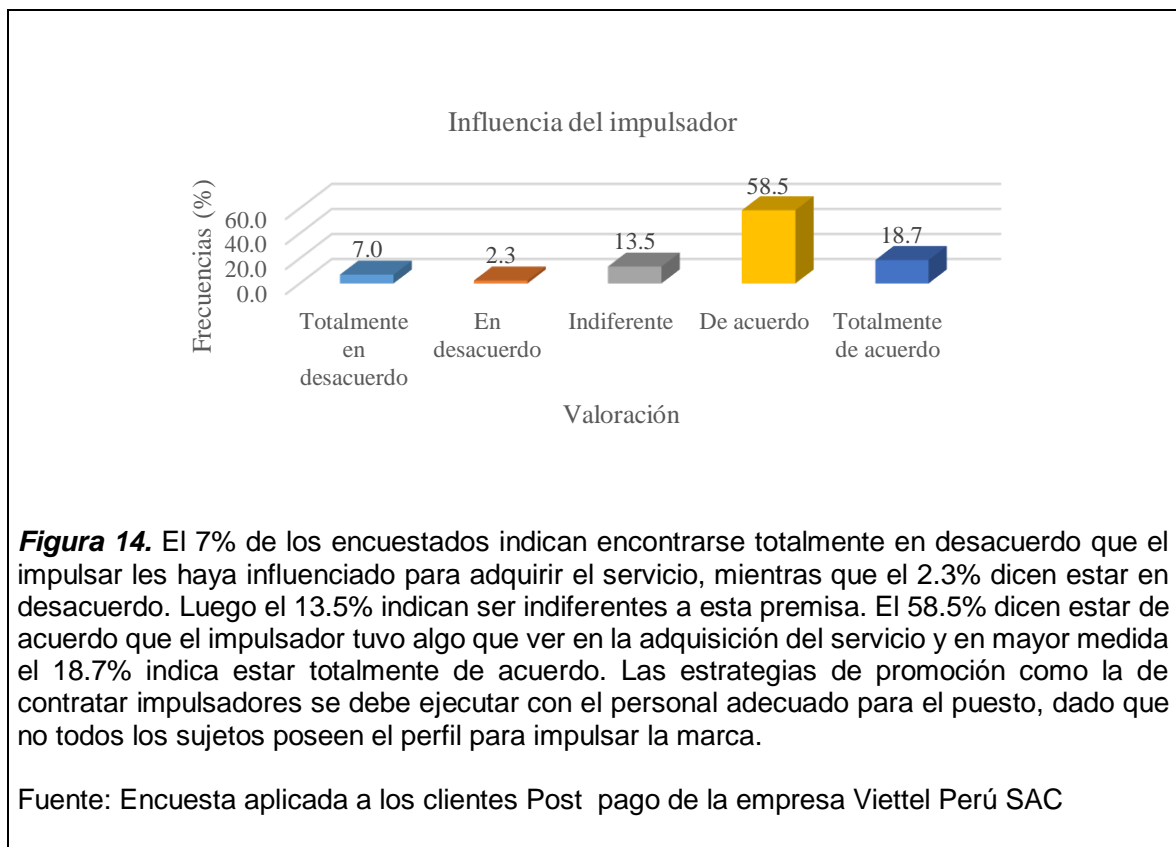 Influencia del impulsador
Frecuencias (%)
60.0
40.0
20.0
0.0
7.0
2.3
13.5
58.5
18.7
Totalmente
en
desacuerdo
En
desacuerdo
Indiferente
De acuerdo
Totalmente
de acuerdo
Valoración
Figura 14. El 7% de los encuestados indican encontrarse totalmente en desacuerdo que el
impulsar les haya influenciado para adquirir el servicio, mientras que el 2.3% dicen estar en
desacuerdo. Luego el 13.5% indican ser indiferentes a esta premisa. El 58.5% dicen estar de
acuerdo que el impulsador tuvo algo que ver en la adquisición del servicio y en mayor medida
el 18.7% indica estar totalmente de acuerdo. Las estrategias de promoción como la de
contratar impulsadores se debe ejecutar con el personal adecuado para el puesto, dado que
no todos los sujetos poseen el perfil para impulsar la marca.
Fuente: Encuesta aplicada a los clientes Post pago de la empresa Viettel Perú SAC